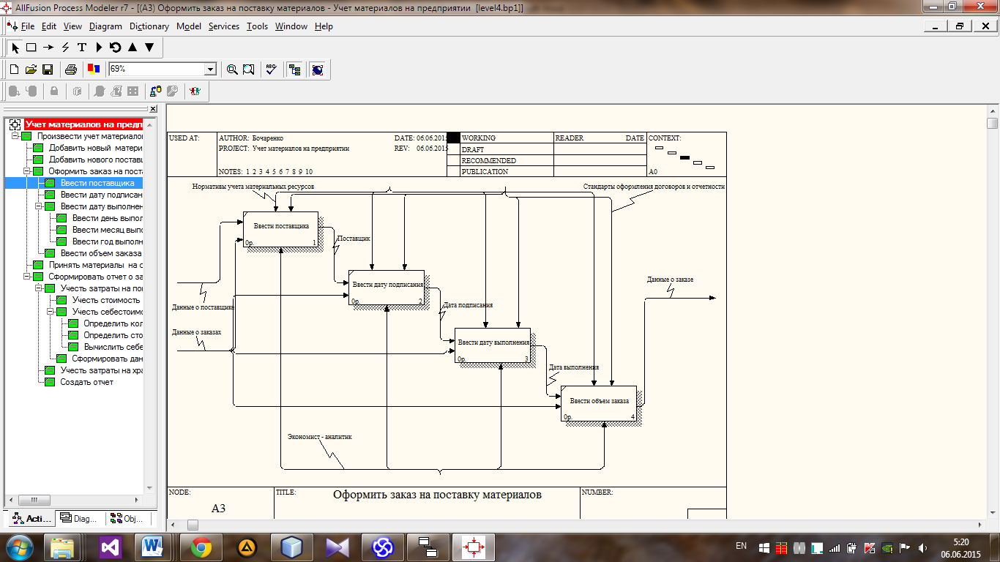 AllFusion Process Modeler r7 - [(A3) Оформить заказ на поставку материалов - Учет материалов на предприятии [level4.bp1]]
File Edit View Diagram Dictionary Model Services Tools Window Help
69%
ABC
Учет материалов на предп
Произвести учет материалов
Добавить новый матери
Добавить нового постав
Оформить заказ на пост
Ввести поставщика
Ввести дату подписан
Ввести дату выполнен
Ввести день выпол
Ввести месяц выпо
Ввести год выполн
Ввести объем заказа
Принять материалы на с
Сформировать отчет о за
Учесть затраты на пок
Учесть стоимость
Учесть себестоимо
Определить кол
Определить сто
Вычислить себе
Сформировать дан
Учесть затраты на хра
Создать отчет
Acti... Diag... Obj...
USED AT: AUTHOR: Бочаренко DATE: 06.06.2015 WORKING READER DATE CONTEXT:
PROJECT: Учет материалов на предприятии REV: 06.06.2015 DRAFT
RECOMMENDED
NOTES: 1 2 3 4 5 6 7 8 9 10 PUBLICATION A0
Нормативы учета материальных ресурсов Стандарты оформления договоров и отчетности
Ввести поставщика
0р. 1
Поставщик
Ввести дату подписания
0р. 2
Данные о заказе
Данные о поставщике
Дата подписания
Данные о заказах
Ввести дату выполнения
0р. 3
Дата выполнения
Ввести объем заказа
0р. 4
Экономист - аналитик
NODE: TITLE: Оформить заказ на поставку материалов NUMBER:
A3
EN 5:20
06.06.2015